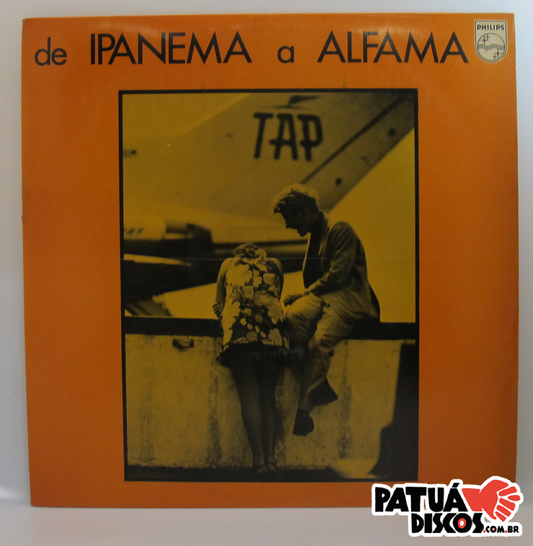 de IPANEMA a ALFAMA
PHILIPS
TAP
PATUÁ
DISCOS.COM.BR